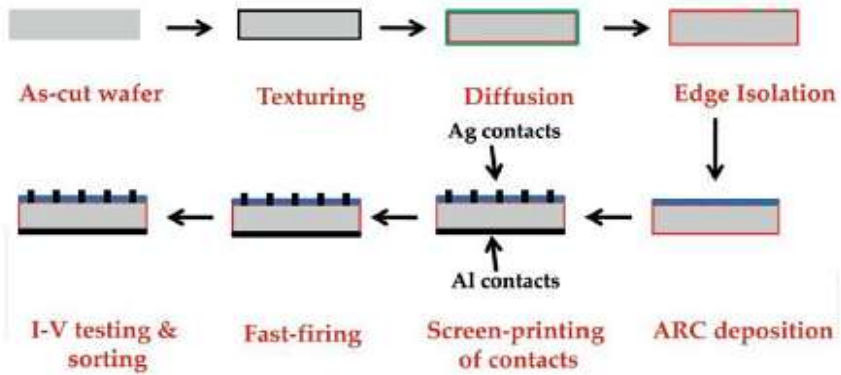 As-cut wafer
Texturing
Diffusion
Edge Isolation
Ag contacts
Al contacts
I-V testing &
sorting
Fast-firing
Screen-printing
of contacts
ARC deposition